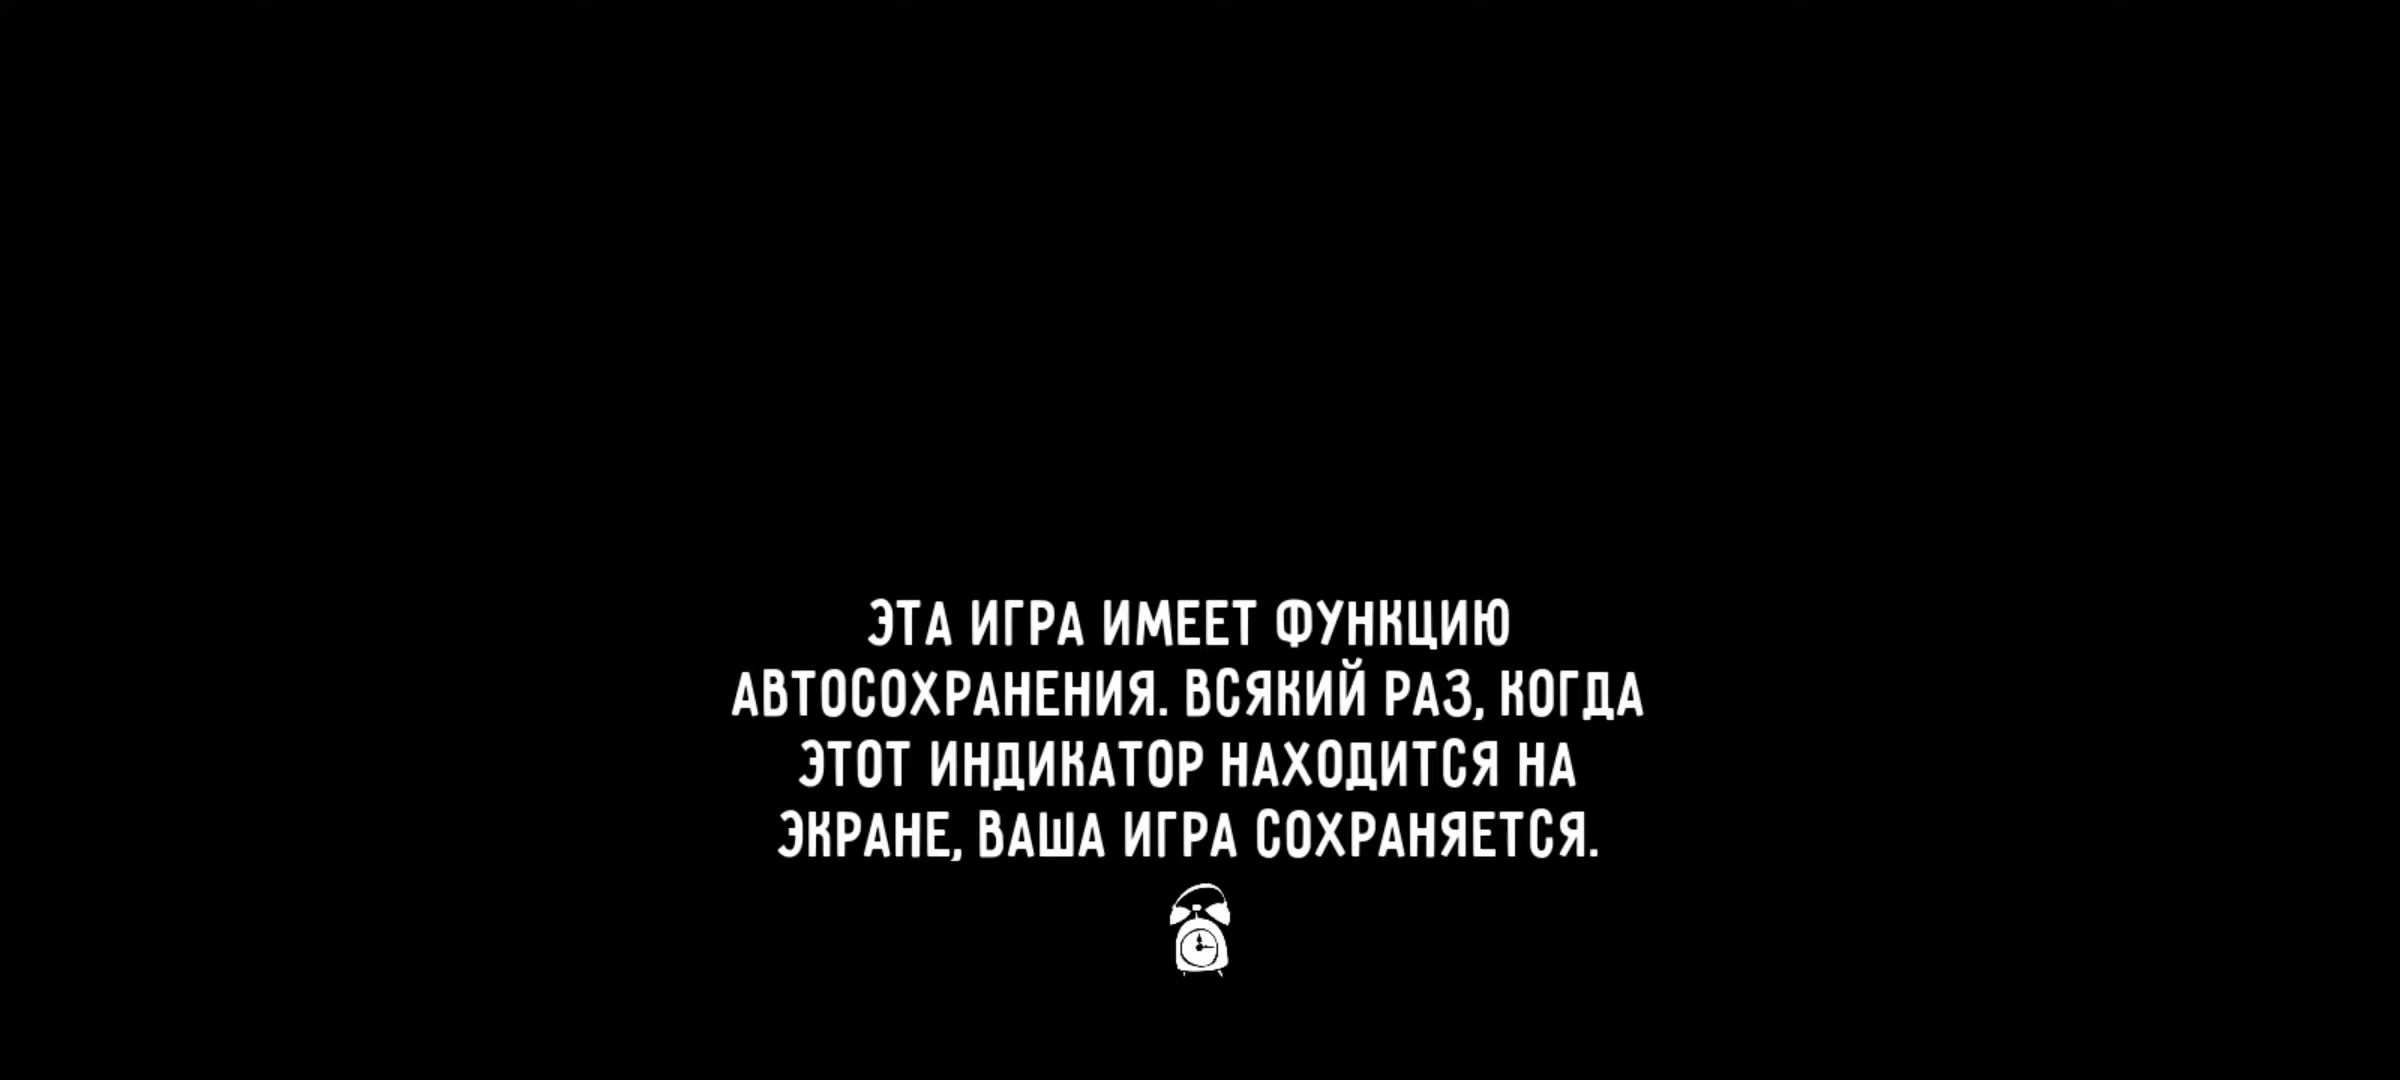 ЭТА ИГРА ИМЕЕТ ФУНКЦИЮ
АВТОСОХРАНЕНИЯ. ВСЯКИЙ РАЗ, КОГДА
ЭТОТ ИНДИКАТОР НАХОДИТСЯ НА
ЭКРАНЕ, ВАША ИГРА СОХРАНЯЕТСЯ.